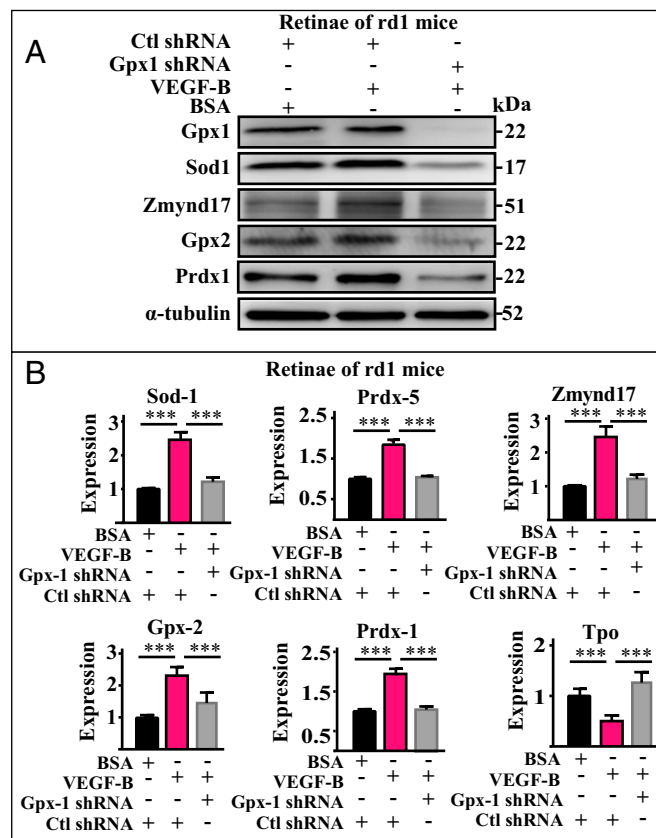 A
Retinae of rd1 mice
Ctl shRNA + + -
Gpx1 shRNA - - +
VEGF-B - + +
BSA + - - kDa
Gpx1 -22
Sod1 -17
Zmynd17 -51
Gpx2 -22
Prdx1 -22
α-tubulin -52
B
Retinae of rd1 mice
Sod-1 Prdx-5 Zmynd17
*** *** *** *** *** ***
Expression 3 2 1
Expression 2.0 1.5 1.0 0.5
Expression 3 2 1
BSA + - - BSA + - - BSA + - -
VEGF-B - + + VEGF-B - + + VEGF-B - + +
Gpx-1 shRNA - - + Gpx-1 shRNA - - + Gpx-1 shRNA - - +
Ctl shRNA + + - Ctl shRNA + + - Ctl shRNA + + -
Gpx-2 Prdx-1 Tpo
*** *** *** *** *** ***
Expression 3 2 1
Expression 2.5 1.5 0.5
Expression 2 1
BSA + - - BSA + - - BSA + - -
VEGF-B - + + VEGF-B - + + VEGF-B - + +
Gpx-1 shRNA - - + Gpx-1 shRNA - - + Gpx-1 shRNA - - +
Ctl shRNA + + - Ctl shRNA + + - Ctl shRNA + + -